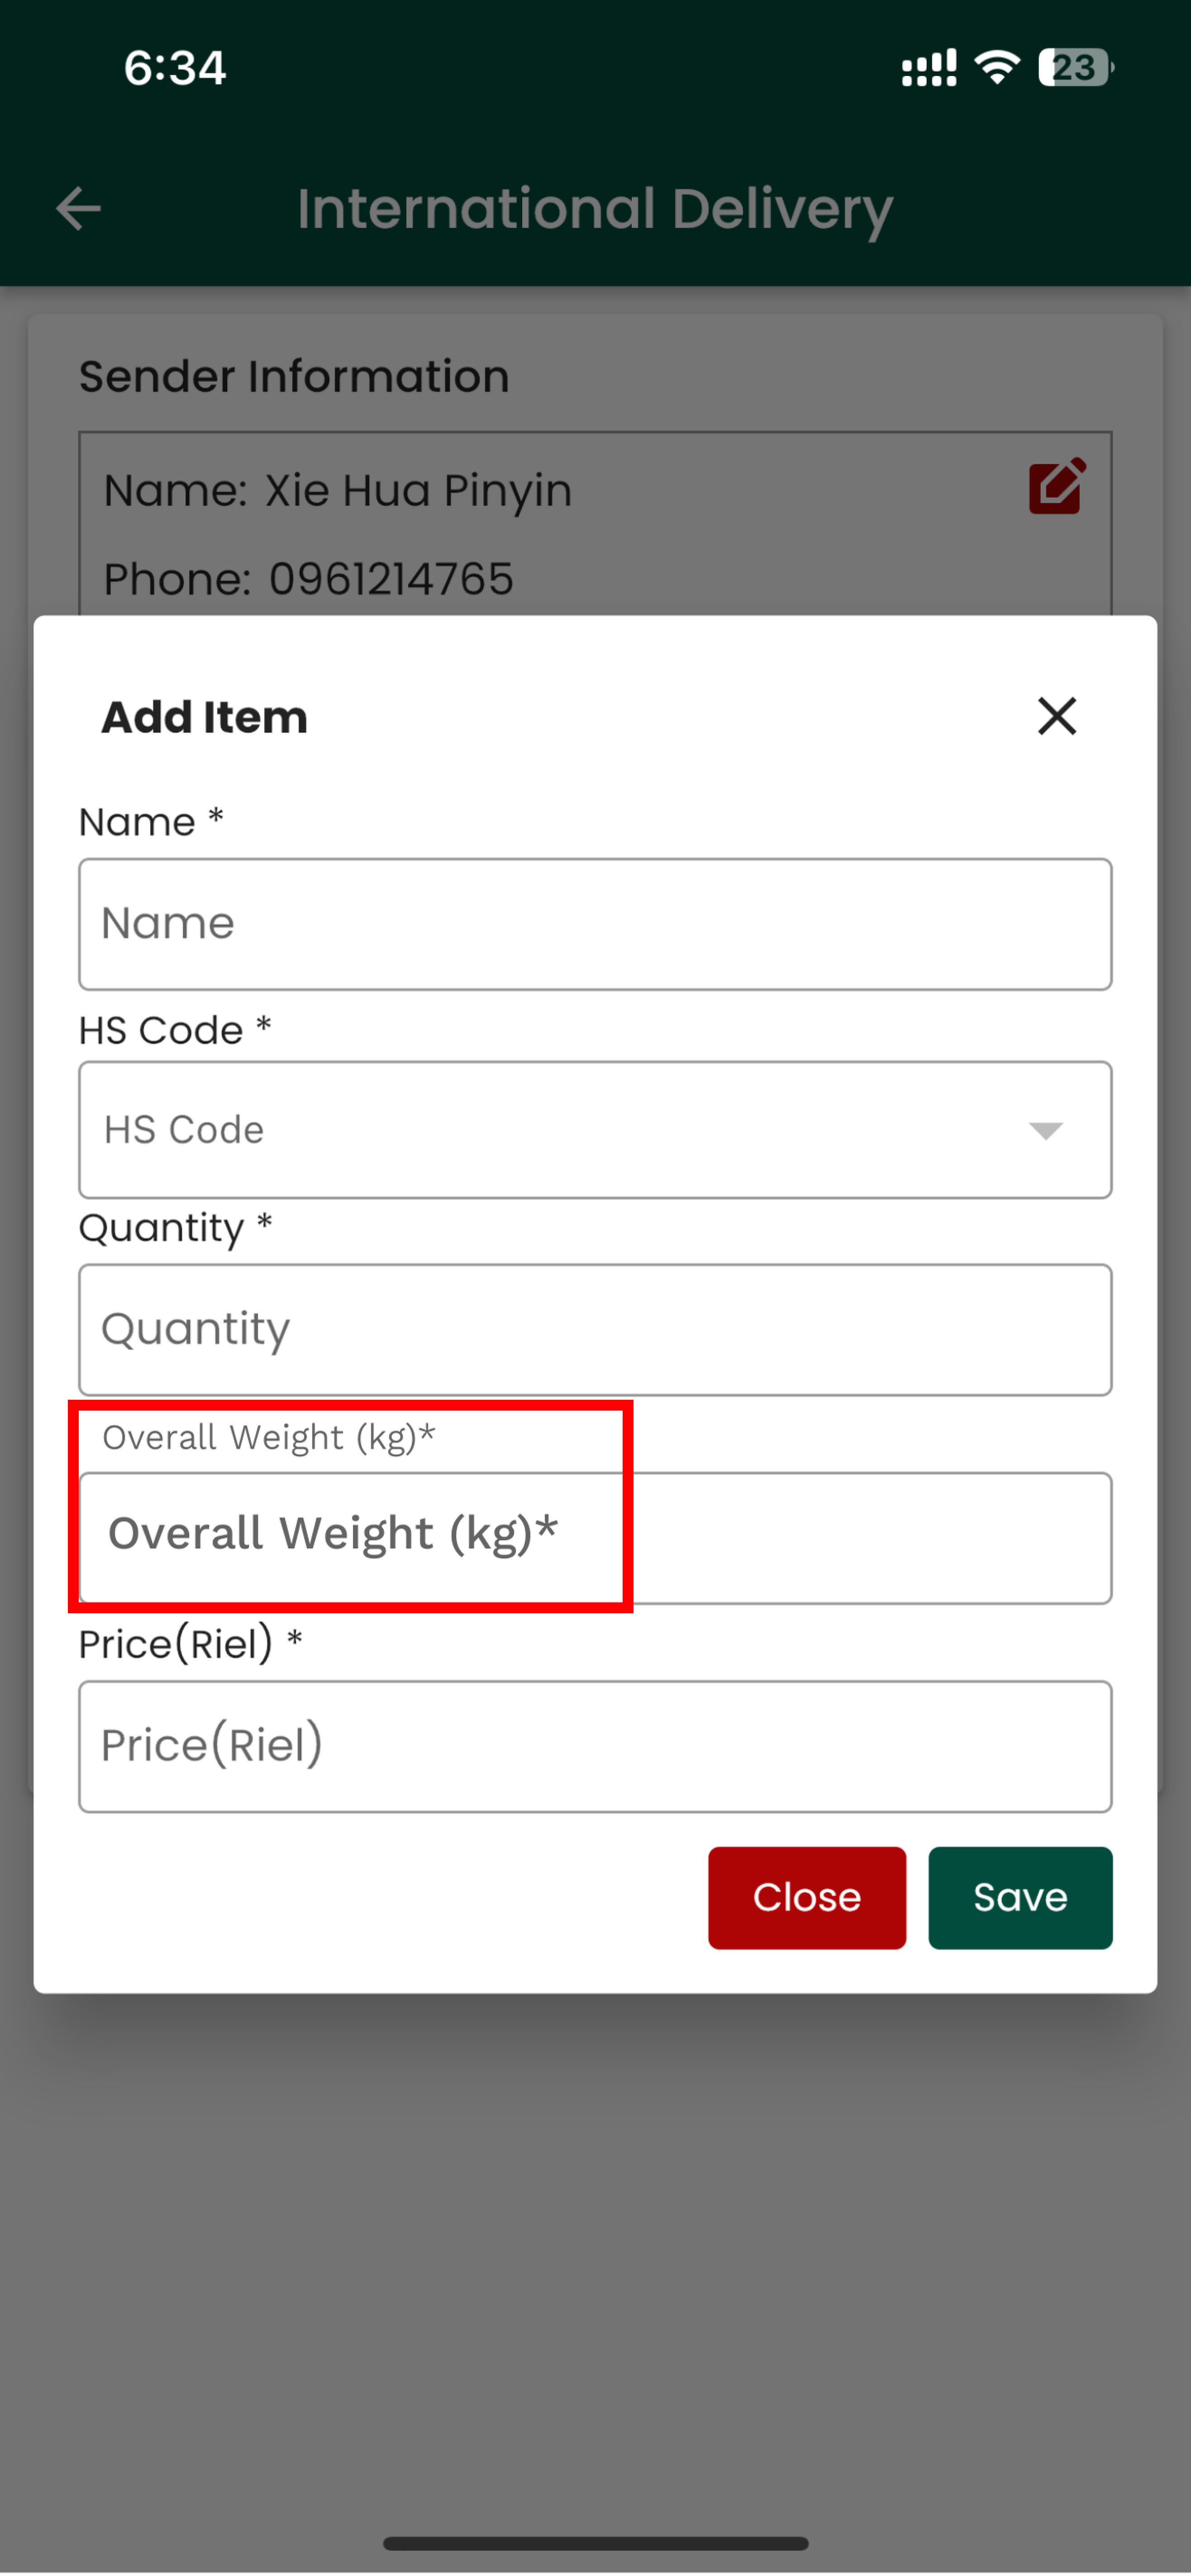 6:34
23
International Delivery
Sender Information
Name: Xie Hua Pinyin
Phone: 0961214765
Add Item
Name *
Name
HS Code *
HS Code
Quantity *
Quantity
Overall Weight (kg)*
Overall Weight (kg)*
Price(Riel) *
Price(Riel)
Close
Save